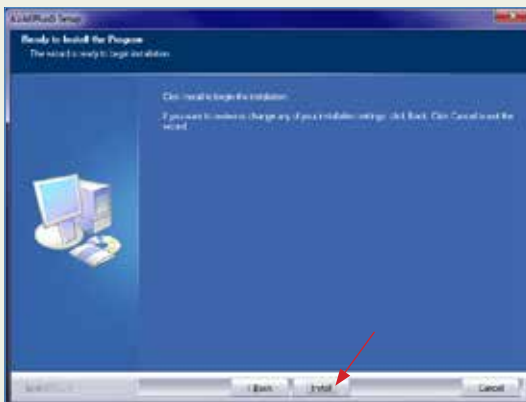 Setup
Ready to Install the Program
The wizard is ready to begin installation.
Click Install to begin the installation.
If you want to review or change any of your installation settings, click Back. Click Cancel to exit the
wizard.
< Back
Install
Cancel